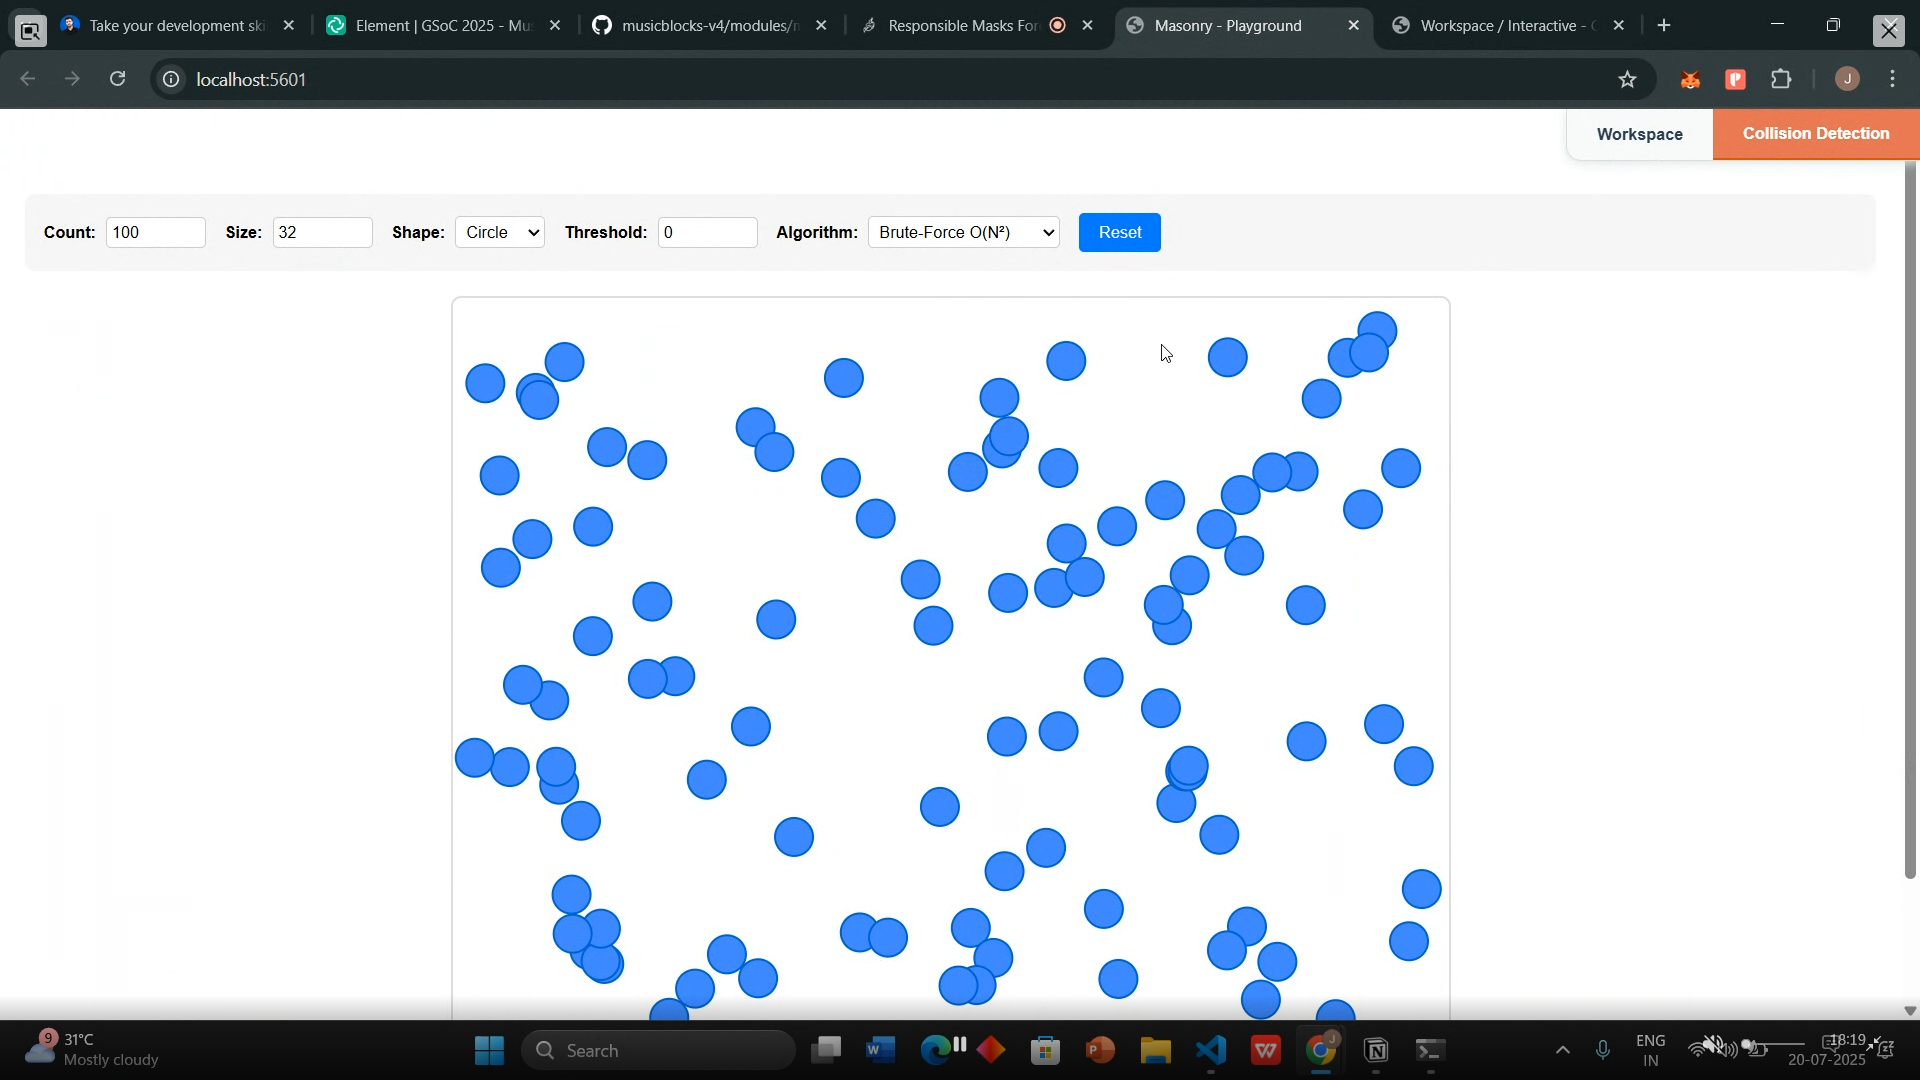 Take your development ski
Element | GSoC 2025 - Mus
musicblocks-v4/modules/m
Responsible Masks For
Masonry - Playground
Workspace / Interactive -
localhost:5601
J
Workspace
Collision Detection
Count: 100 Size: 32 Shape: Circle Threshold: 0 Algorithm: Brute-Force O(N²) Reset
9
31°C
Mostly cloudy
Search
ENG
IN
18:19
20-07-2025